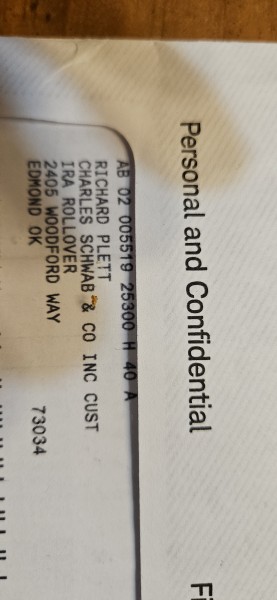 Personal and Confidential
AB 02 005519 25300 H 40 A
RICHARD PLETT
CHARLES SCHWAB & CO INC CUST
IRA ROLLOVER
2405 WOODFORD WAY
EDMOND OK 73034